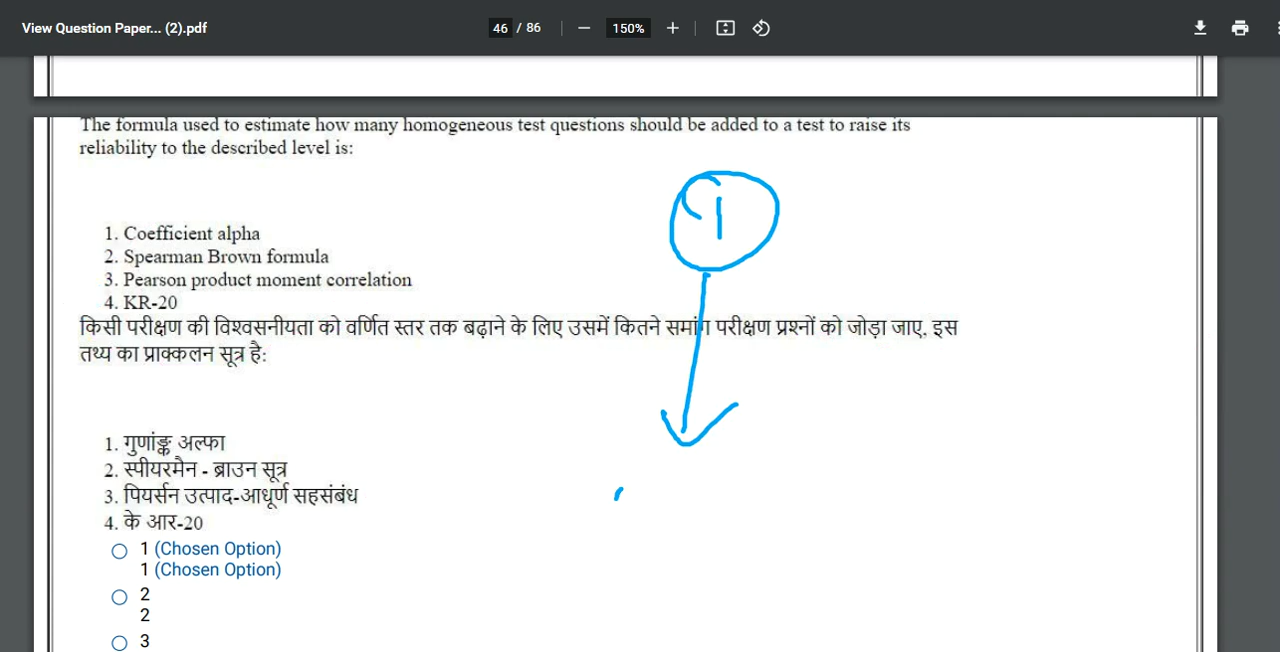 View Question Paper... (2).pdf
46 / 86
150%
The formula used to estimate how many homogeneous test questions should be added to a test to raise its
reliability to the described level is:
1. Coefficient alpha
2. Spearman Brown formula
3. Pearson product moment correlation
4. KR-20
किसी परीक्षण की विश्वसनीयता को वर्णित स्तर तक बढ़ाने के लिए उसमें कितने समांग परीक्षण प्रश्नों को जोड़ा जाए, इस
तथ्य का प्राक्कलन सूत्र है:
1. गुणांङ्क अल्फा
2. स्पीयरमैन - ब्राउन सूत्र
3. पियर्सन उत्पाद-आधूर्ण सहसंबंध
4. के आर-20
1 (Chosen Option)
1 (Chosen Option)
2
2
3
1